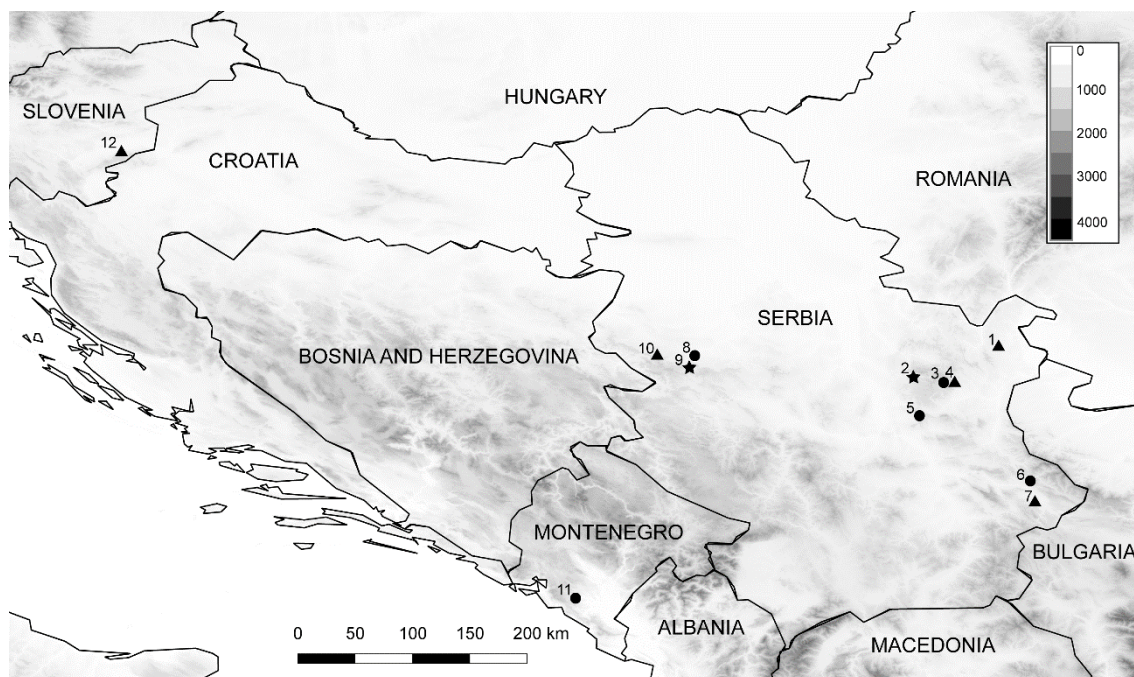 0
1000
2000
3000
4000
HUNGARY
SLOVENIA
12
CROATIA
ROMANIA
SERBIA
BOSNIA AND HERZEGOVINA
10
8
9
1
2
3
4
5
6
7
MONTENEGRO
BULGARIA
11
ALBANIA
MACEDONIA
0 50 100 150 200 km